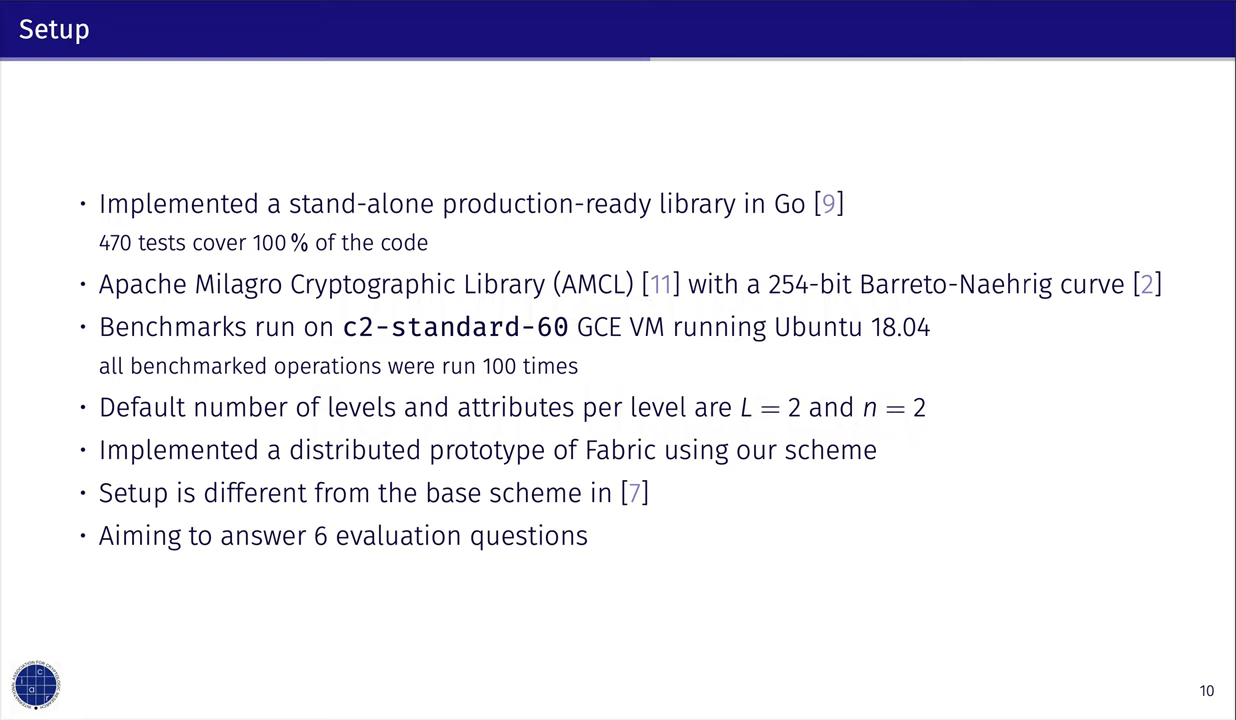 Setup
· Implemented a stand-alone production-ready library in Go [9]
470 tests cover 100 % of the code
· Apache Milagro Cryptographic Library (AMCL) [11] with a 254-bit Barreto-Naehrig curve [2]
· Benchmarks run on c2-standard-60 GCE VM running Ubuntu 18.04
all benchmarked operations were run 100 times
· Default number of levels and attributes per level are L = 2 and n = 2
· Implemented a distributed prototype of Fabric using our scheme
· Setup is different from the base scheme in [7]
· Aiming to answer 6 evaluation questions
10